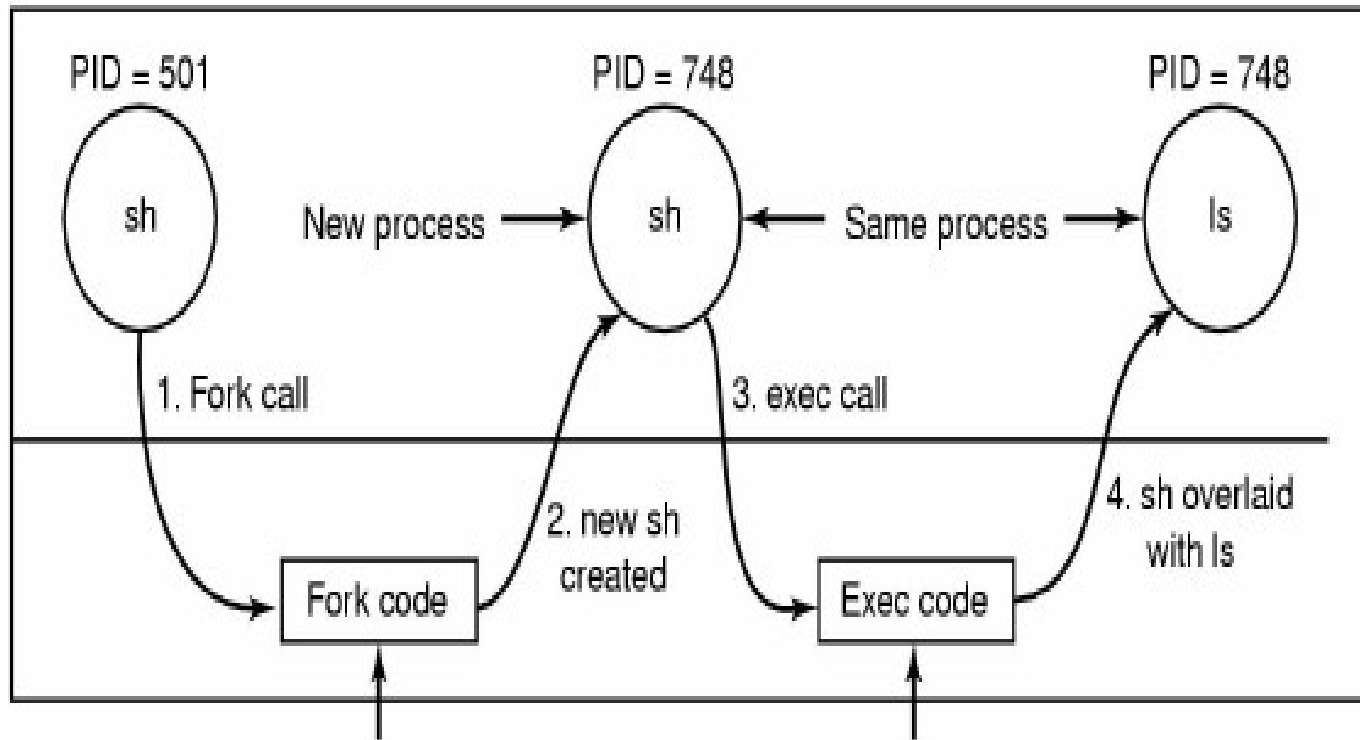 PID = 501
PID = 748
PID = 748
sh
New process
sh
Same process
ls
1. Fork call
3. exec call
2. new sh
created
4. sh overlaid
with ls
Fork code
Exec code